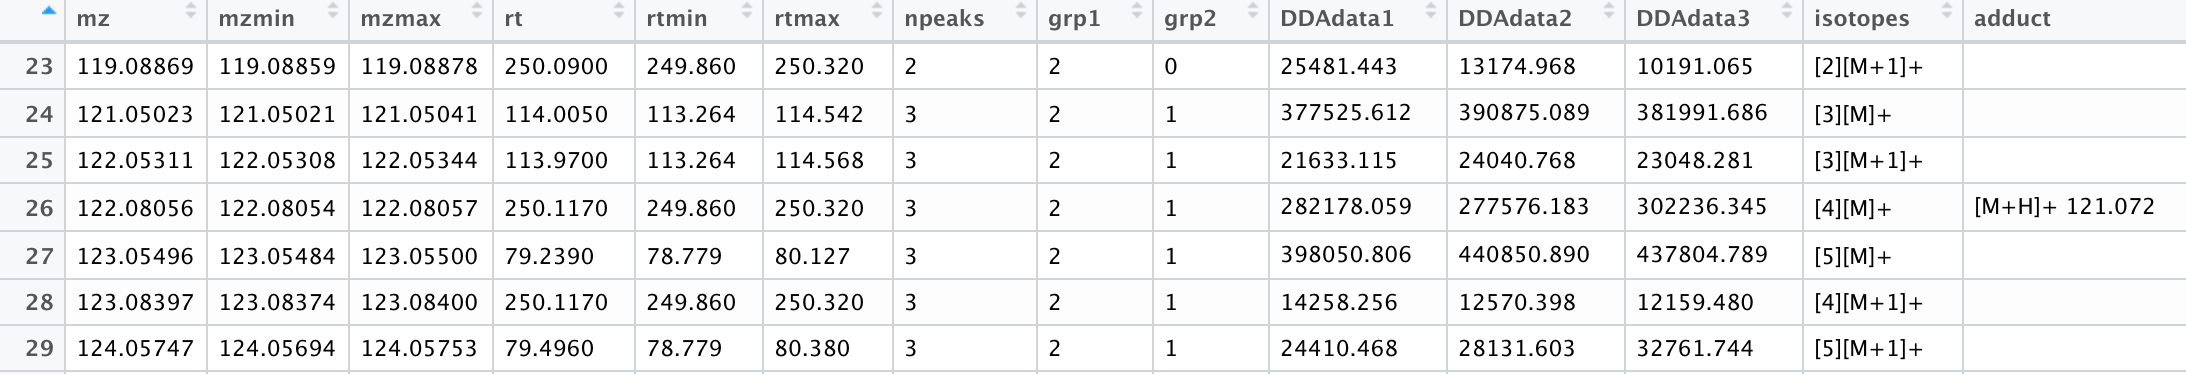 mz mzmin mzmax rt rtmin rtmax npeaks grp1 grp2 DDAdata1 DDAdata2 DDAdata3 isotopes adduct
23 119.08869 119.08859 119.08878 250.0900 249.860 250.320 2 2 0 25481.443 13174.968 10191.065 [2][M+1]+
24 121.05023 121.05021 121.05041 114.0050 113.264 114.542 3 2 1 377525.612 390875.089 381991.686 [3][M]+
25 122.05311 122.05308 122.05344 113.9700 113.264 114.568 3 2 1 21633.115 24040.768 23048.281 [3][M+1]+
26 122.08056 122.08054 122.08057 250.1170 249.860 250.320 3 2 1 282178.059 277576.183 302236.345 [4][M]+ [M+H]+ 121.072
27 123.05496 123.05484 123.05500 79.2390 78.779 80.127 3 2 1 398050.806 440850.890 437804.789 [5][M]+
28 123.08397 123.08374 123.08400 250.1170 249.860 250.320 3 2 1 14258.256 12570.398 12159.480 [4][M+1]+
29 124.05747 124.05694 124.05753 79.4960 78.779 80.380 3 2 1 24410.468 28131.603 32761.744 [5][M+1]+